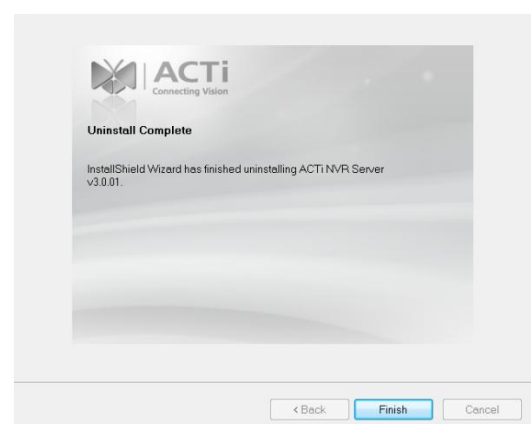 ACTi
Connecting Vision
Uninstall Complete
InstallShield Wizard has finished uninstalling ACTi NVR Server
v3.0.01.
< Back Finish Cancel